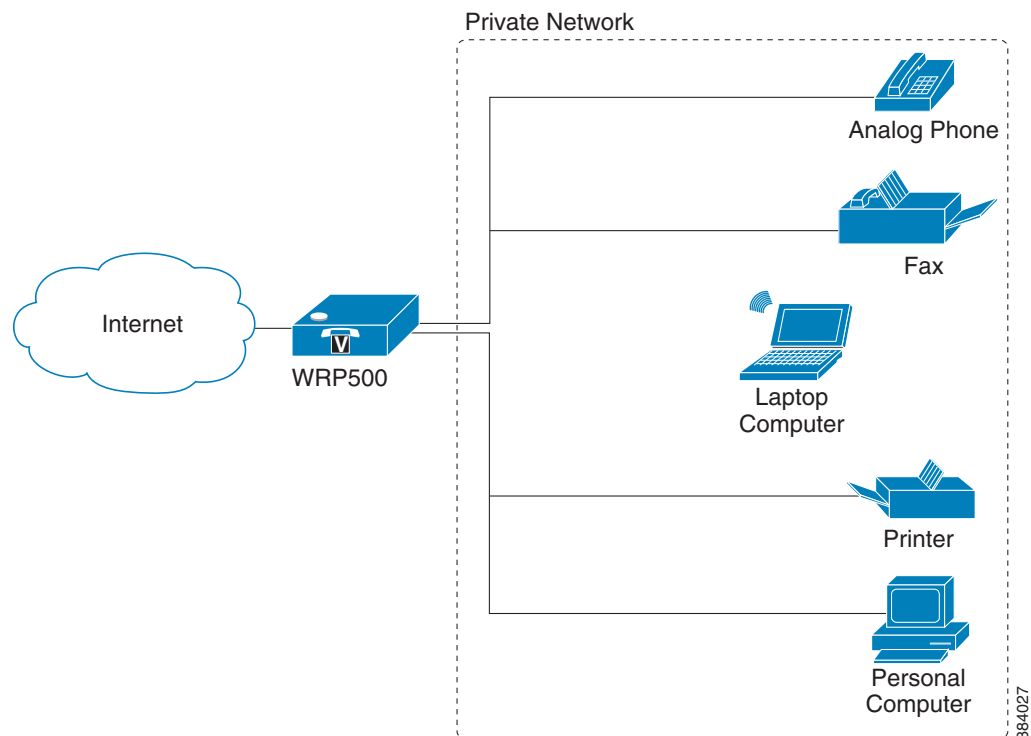 Private Network
Analog Phone
Fax
Internet
V
WRP500
Laptop
Computer
Printer
Personal
Computer
384027